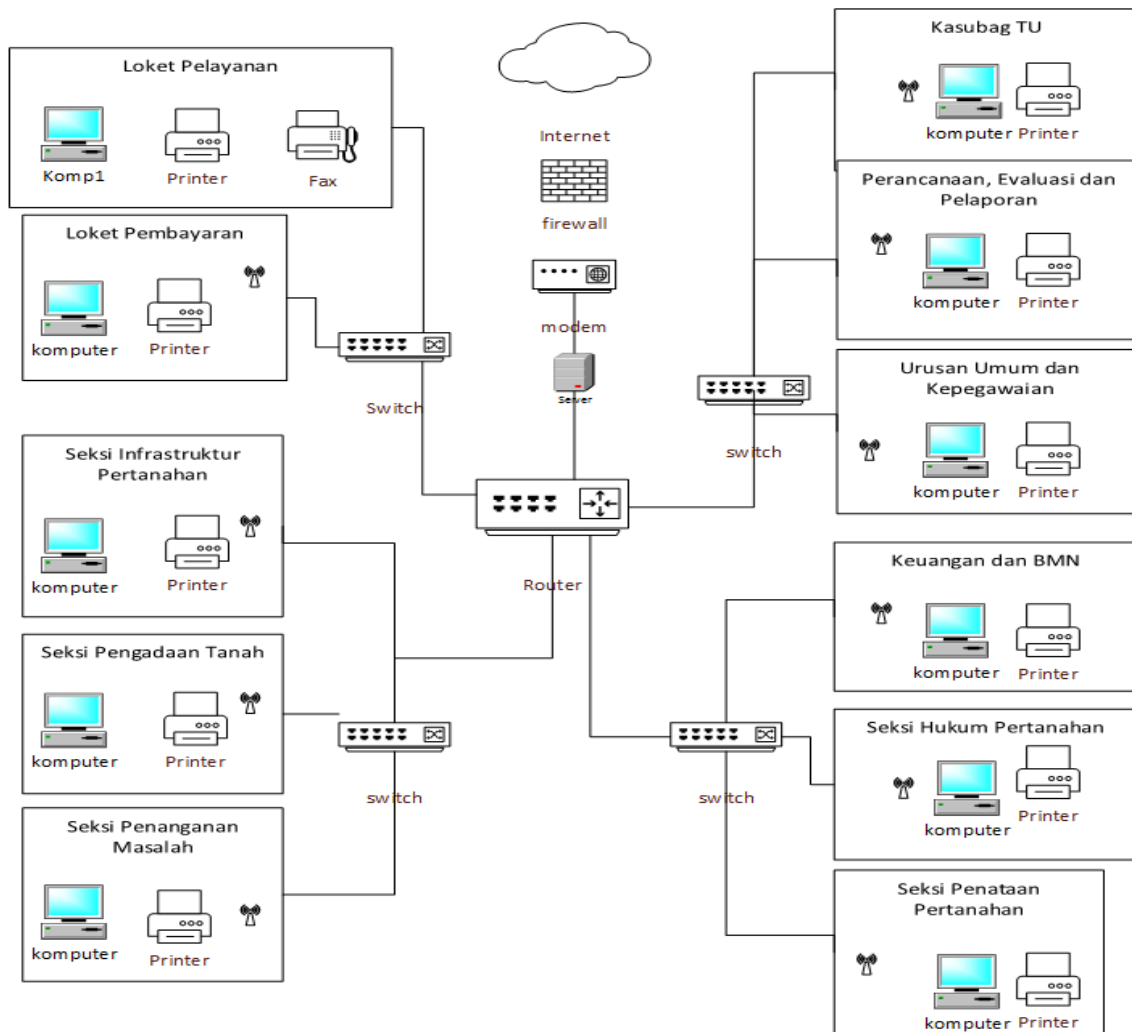 Loket Pelayanan
Komp1
Printer
Fax
Loket Pembayaran
komputer
Printer
Switch
Seksi Infrastruktur
Pertanahan
komputer
Printer
Seksi Pengadaan Tanah
komputer
Printer
switch
Seksi Penanganan
Masalah
komputer
Printer
Internet
firewall
modem
Server
Router
Kasubag TU
komputer
Printer
Perancanaan, Evaluasi dan
Pelaporan
komputer
Printer
Urusan Umum dan
Kepegawaian
komputer
Printer
switch
Keuangan dan BMN
komputer
Printer
Seksi Hukum Pertanahan
komputer
Printer
switch
Seksi Penataan
Pertanahan
komputer
Printer